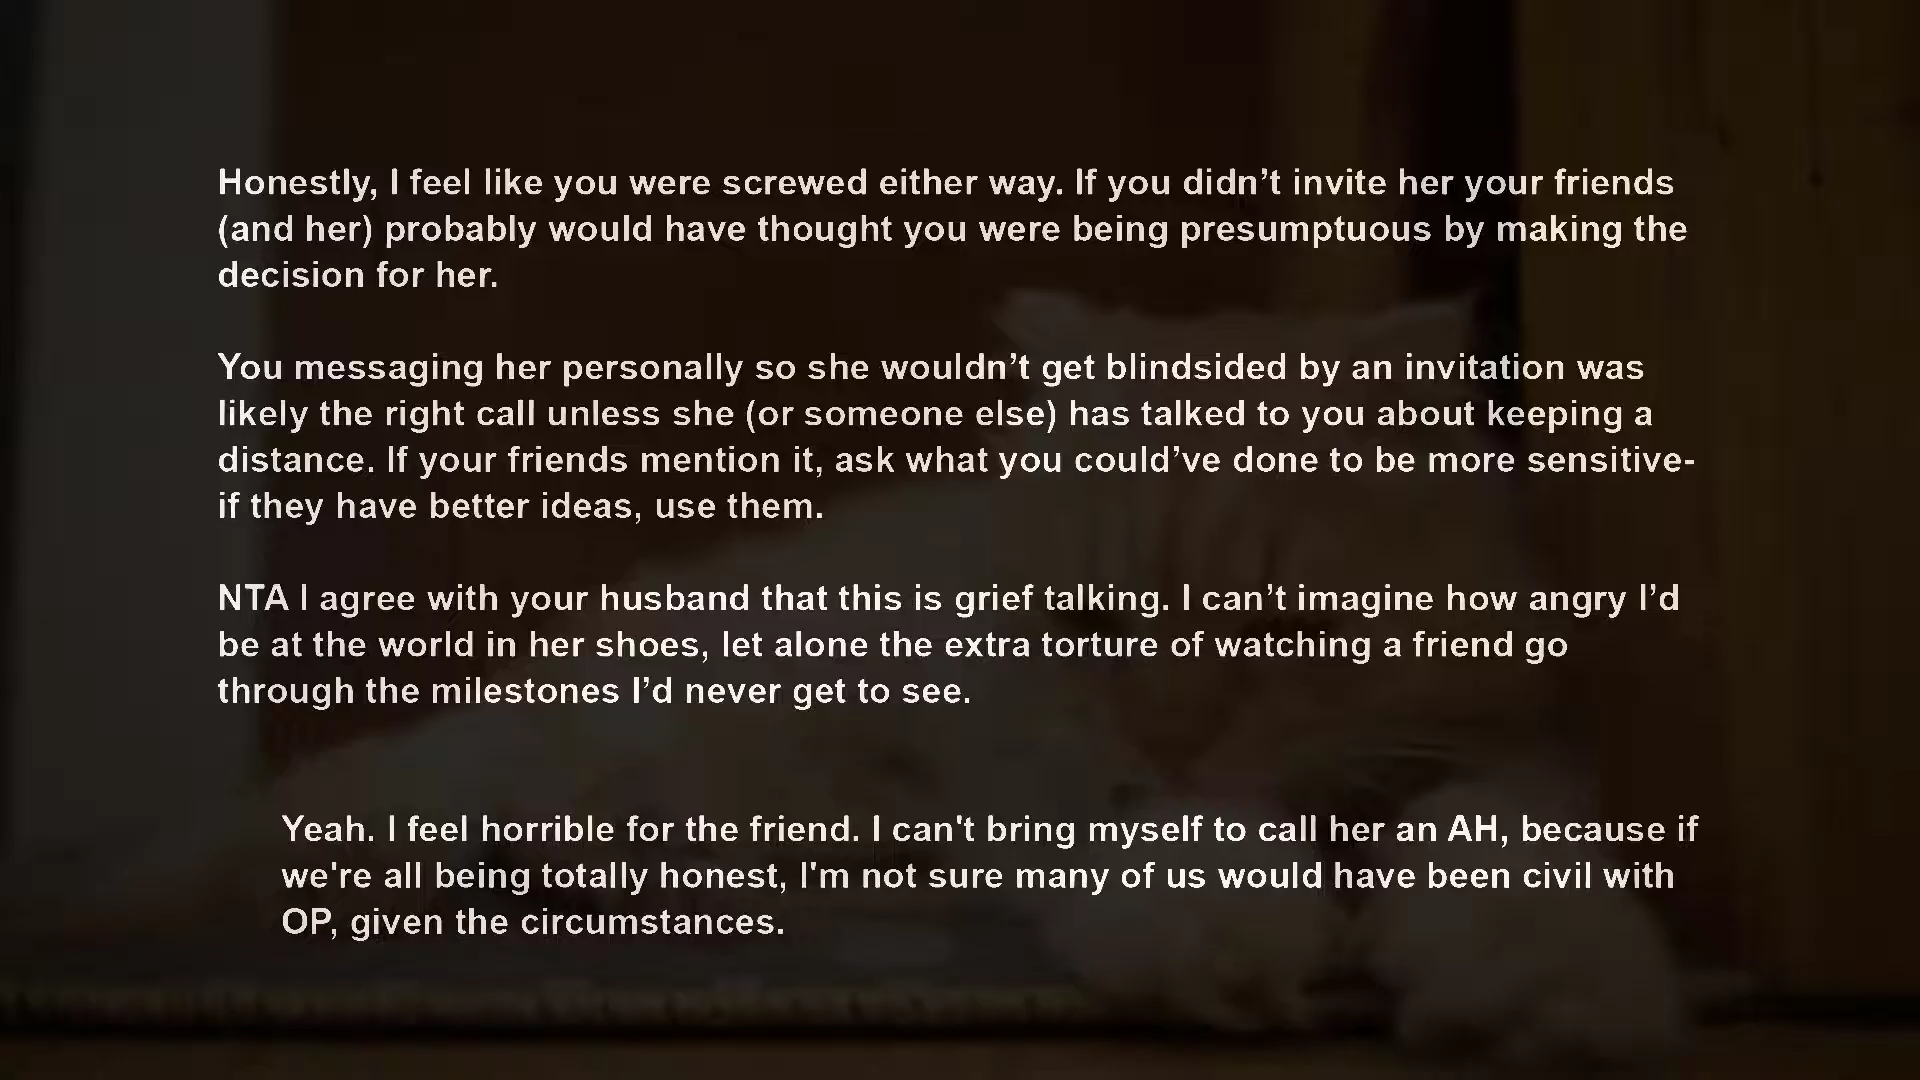 Honestly, I feel like you were screwed either way. If you didn’t invite her your friends
(and her) probably would have thought you were being presumptuous by making the
decision for her.
You messaging her personally so she wouldn’t get blindsided by an invitation was
likely the right call unless she (or someone else) has talked to you about keeping a
distance. If your friends mention it, ask what you could’ve done to be more sensitive-
if they have better ideas, use them.
NTA I agree with your husband that this is grief talking. I can’t imagine how angry I’d
be at the world in her shoes, let alone the extra torture of watching a friend go
through the milestones I’d never get to see.
Yeah. I feel horrible for the friend. I can't bring myself to call her an AH, because if
we're all being totally honest, I'm not sure many of us would have been civil with
OP, given the circumstances.